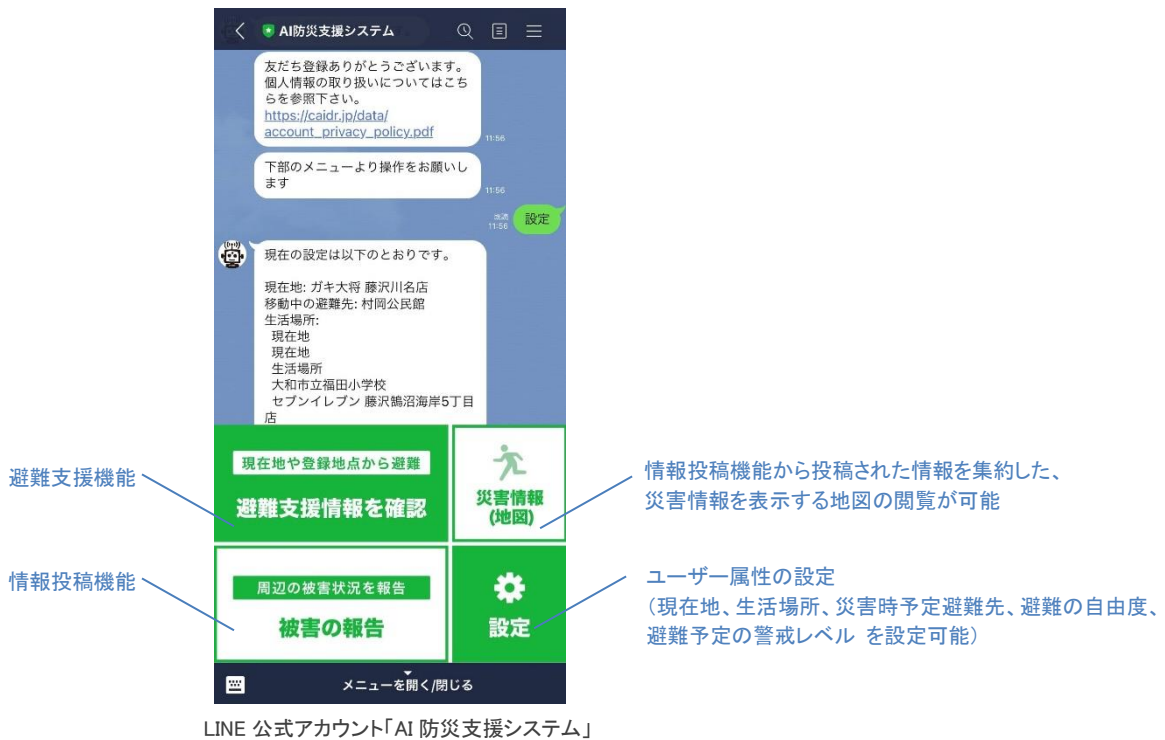 AI防災支援システム
友だち登録ありがとうございます。
個人情報の取り扱いについてはこち
らを参照下さい。
https://caidr.jp/data/
account_privacy_policy.pdf
11:56
下部のメニューより操作をお願いし
ます
11:56
既読
11:56
設定
現在の設定は以下のとおりです。
現在地: ガキ大将 藤沢川名店
移動中の避難先: 村岡公民館
生活場所:
現在地
現在地
生活場所
大和市立福田小学校
セブンイレブン 藤沢鵠沼海岸5丁目
店
現在地や登録地点から避難
避難支援情報を確認
災害情報
(地図)
周辺の被害状況を報告
被害の報告
設定
メニューを開く/閉じる
避難支援機能
情報投稿機能
情報投稿機能から投稿された情報を集約した、
災害情報を表示する地図の閲覧が可能
ユーザー属性の設定
（現在地、生活場所、災害時予定避難先、避難の自由度、
避難予定の警戒レベル を設定可能）
LINE 公式アカウント「AI 防災支援システム」